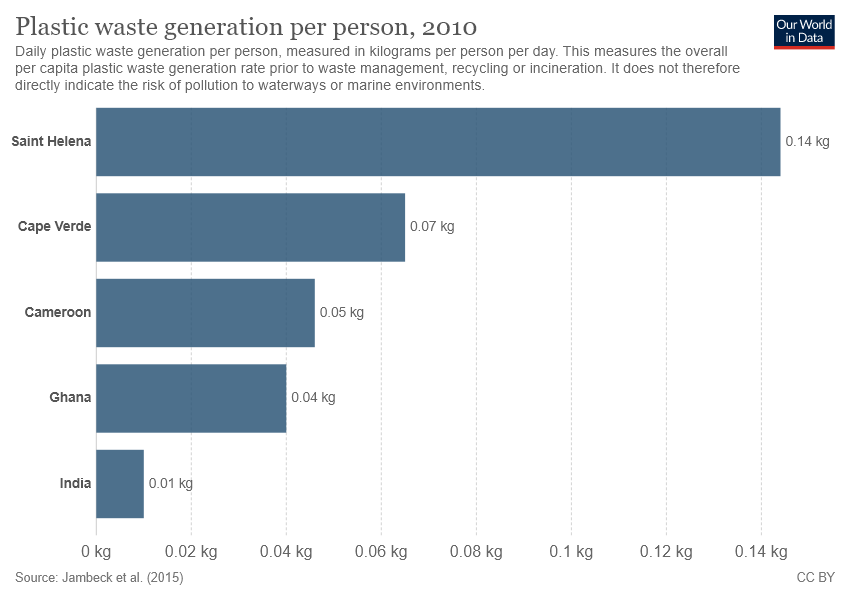 Plastic waste generation per person, 2010
Our World
in Data
Daily plastic waste generation per person, measured in kilograms per person per day. This measures the overall
per capita plastic waste generation rate prior to waste management, recycling or incineration. It does not therefore
directly indicate the risk of pollution to waterways or marine environments.
Saint Helena 0.14 kg
Cape Verde 0.07 kg
Cameroon 0.05 kg
Ghana 0.04 kg
India 0.01 kg
0 kg 0.02 kg 0.04 kg 0.06 kg 0.08 kg 0.1 kg 0.12 kg 0.14 kg
Source: Jambeck et al. (2015) CC BY